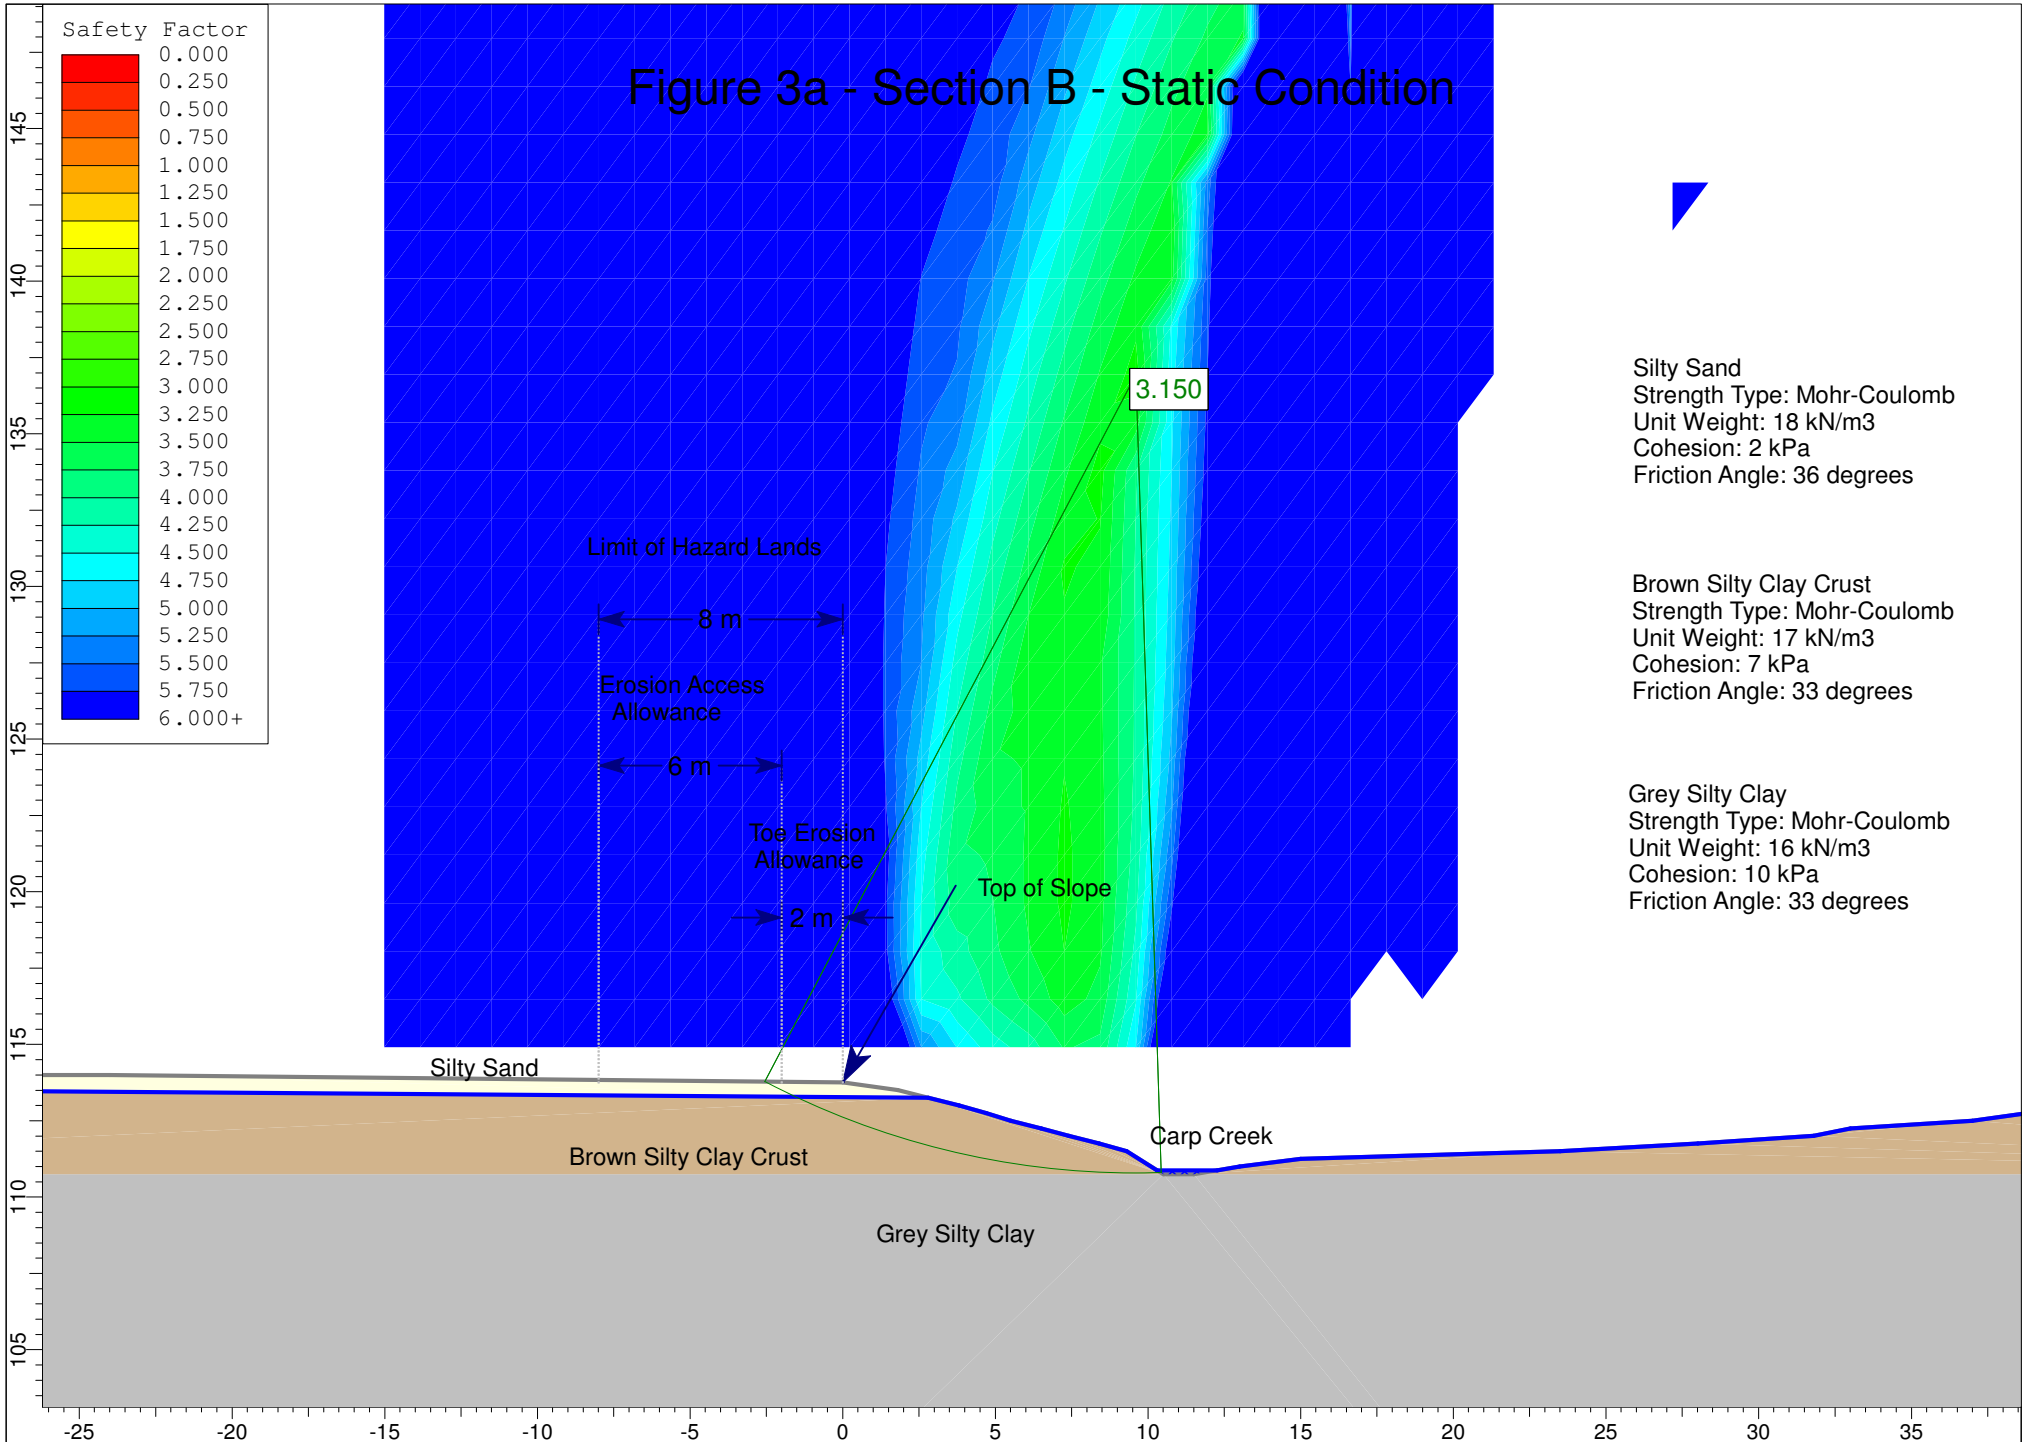 Safety Factor
0.000
0.250
0.500
0.750
1.000
1.250
1.500
1.750
2.000
2.250
2.500
2.750
3.000
3.250
3.500
3.750
4.000
4.250
4.500
4.750
5.000
5.250
5.500
5.750
6.000+
Figure 3a - Section B - Static Condition
3.150
Silty Sand
Strength Type: Mohr-Coulomb
Unit Weight: 18 kN/m3
Cohesion: 2 kPa
Friction Angle: 36 degrees
Brown Silty Clay Crust
Strength Type: Mohr-Coulomb
Unit Weight: 17 kN/m3
Cohesion: 7 kPa
Friction Angle: 33 degrees
Grey Silty Clay
Strength Type: Mohr-Coulomb
Unit Weight: 16 kN/m3
Cohesion: 10 kPa
Friction Angle: 33 degrees
Limit of Hazard Lands
8 m
Erosion Access
Allowance
6 m
Toe Erosion
Allowance
2 m
Top of Slope
Silty Sand
Carp Creek
Brown Silty Clay Crust
Grey Silty Clay
145
140
135
130
125
120
115
110
105
-25
-20
-15
-10
-5
0
5
10
15
20
25
30
35